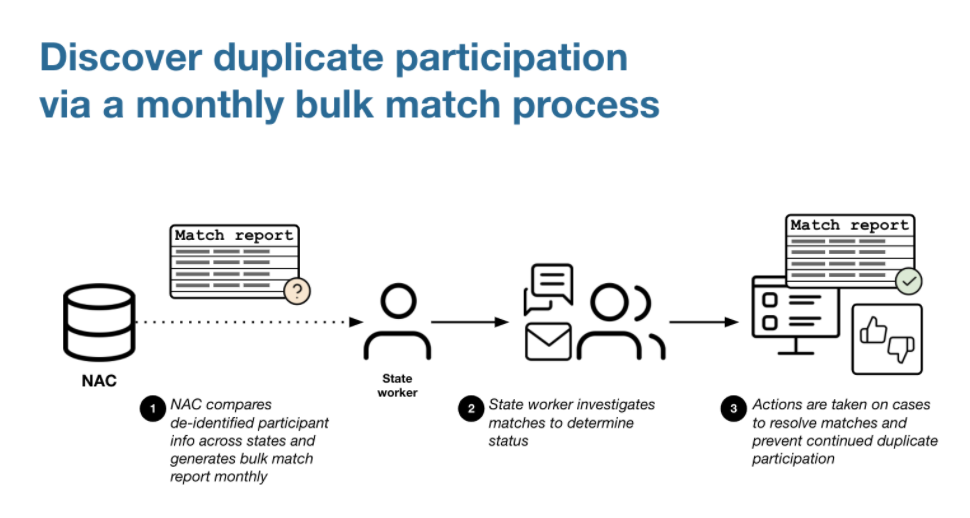 Discover duplicate participation
via a monthly bulk match process
Match report
?
NAC
State
worker
Match report
1 NAC compares
de-identified participant
info across states and
generates bulk match
report monthly
2 State worker investigates
matches to determine
status
3 Actions are taken on cases
to resolve matches and
prevent continued duplicate
participation